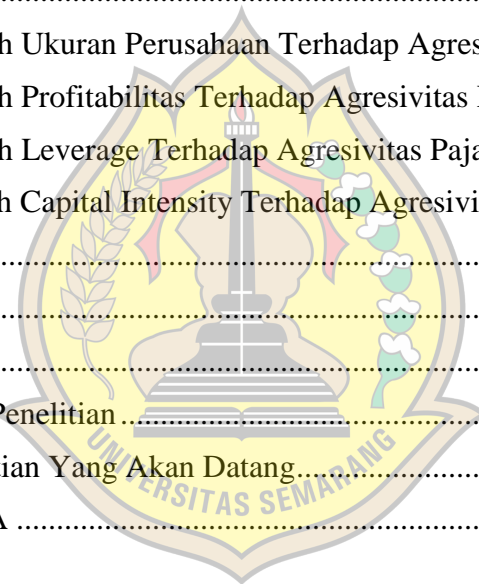 ........................................................................
h Ukuran Perusahaan Terhadap Agres
h Profitabilitas Terhadap Agresivitas
h Leverage Terhadap Agresivitas Paja
h Capital Intensity Terhadap Agresivi
........................................................................
........................................................................
........................................................................
Penelitian ........................................................
tian Yang Akan Datang................................
A ........................................................................
UNIVERSITAS SEMARANG